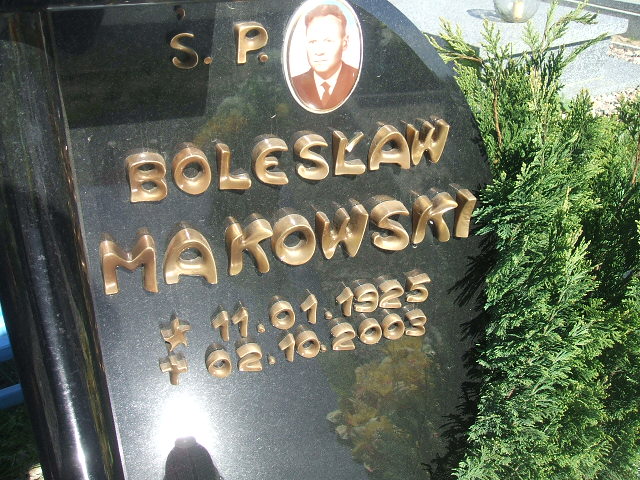 Ś.P.
BOLESŁAW
MAKOWSKI
★ 11.01.1925
✝ 02.10.2003